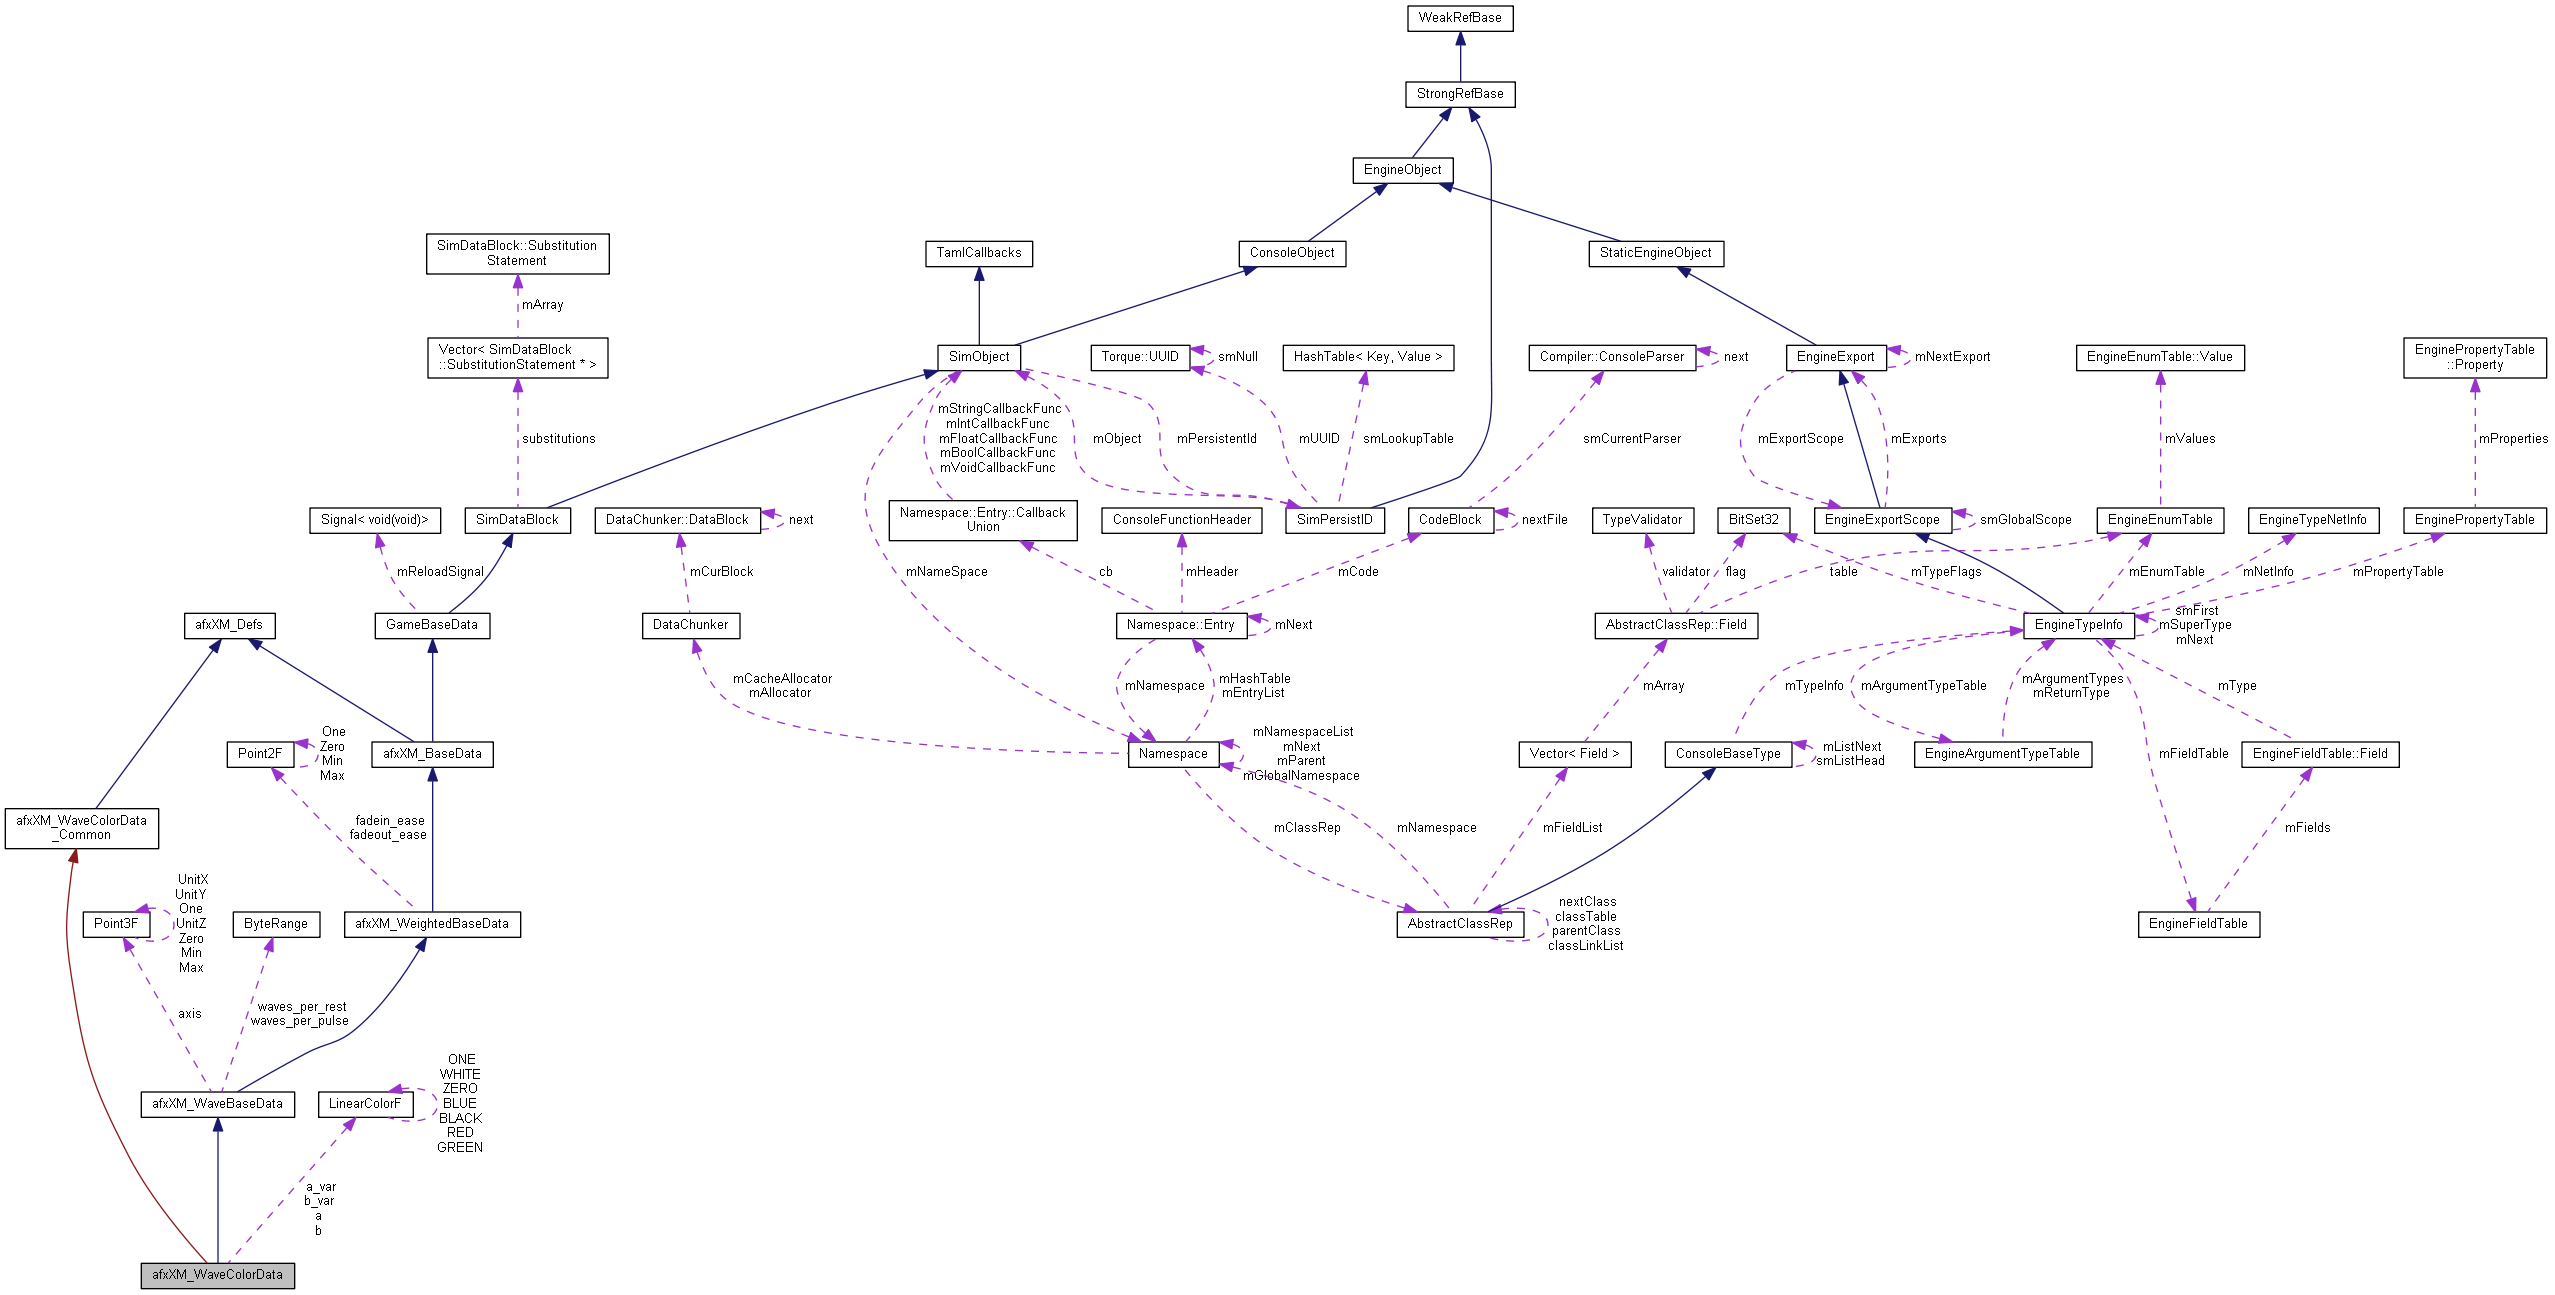 WeakRefBase
StrongRefBase
EngineObject
SimDataBlock::Substitution
Statement
TamlCallbacks
ConsoleObject
StaticEngineObject
mArray
Vector< SimDataBlock
::SubstitutionStatement * >
SimObject
Torque::UUID
smNull
HashTable< Key, Value >
Compiler::ConsoleParser
next
EngineExport
mNextExport
EngineEnumTable::Value
EnginePropertyTable
::Property
substitutions
mStringCallbackFunc
mIntCallbackFunc
mFloatCallbackFunc
mBoolCallbackFunc
mVoidCallbackFunc
mObject
mPersistentId
mUUID
smLookupTable
smCurrentParser
mExportScope
mExports
mValues
mProperties
Signal< void(void)>
SimDataBlock
DataChunker::DataBlock
next
Namespace::Entry::Callback
Union
ConsoleFunctionHeader
SimPersistID
CodeBlock
nextFile
TypeValidator
BitSet32
EngineExportScope
smGlobalScope
EngineEnumTable
EngineTypeNetInfo
EnginePropertyTable
mReloadSignal
mCurBlock
mNameSpace
cb
mHeader
mCode
validator
flag
table
mTypeFlags
mEnumTable
mNetInfo
mPropertyTable
afxXM_Defs
GameBaseData
DataChunker
Namespace::Entry
mNext
AbstractClassRep::Field
EngineTypeInfo
smFirst
mSuperType
mNext
mCacheAllocator
mAllocator
mNamespace
mHashTable
mEntryList
mArray
mTypeInfo
mArgumentTypeTable
mArgumentTypes
mReturnType
mFieldTable
mType
Point2F
One
Zero
Min
Max
afxXM_BaseData
Namespace
mNamespaceList
mNext
mParent
mGlobalNamespace
Vector< Field >
ConsoleBaseType
mListNext
smListHead
EngineArgumentTypeTable
EngineFieldTable::Field
afxXM_WaveColorData
_Common
fadein_ease
fadeout_ease
mClassRep
mNamespace
mFieldList
mFields
Point3F
UnitX
UnitY
One
UnitZ
Zero
Min
Max
ByteRange
afxXM_WeightedBaseData
AbstractClassRep
nextClass
classTable
parentClass
classLinkList
EngineFieldTable
axis
waves_per_rest
waves_per_pulse
afxXM_WaveBaseData
LinearColorF
ONE
WHITE
ZERO
BLUE
BLACK
RED
GREEN
a_var
b_var
a
b
afxXM_WaveColorData